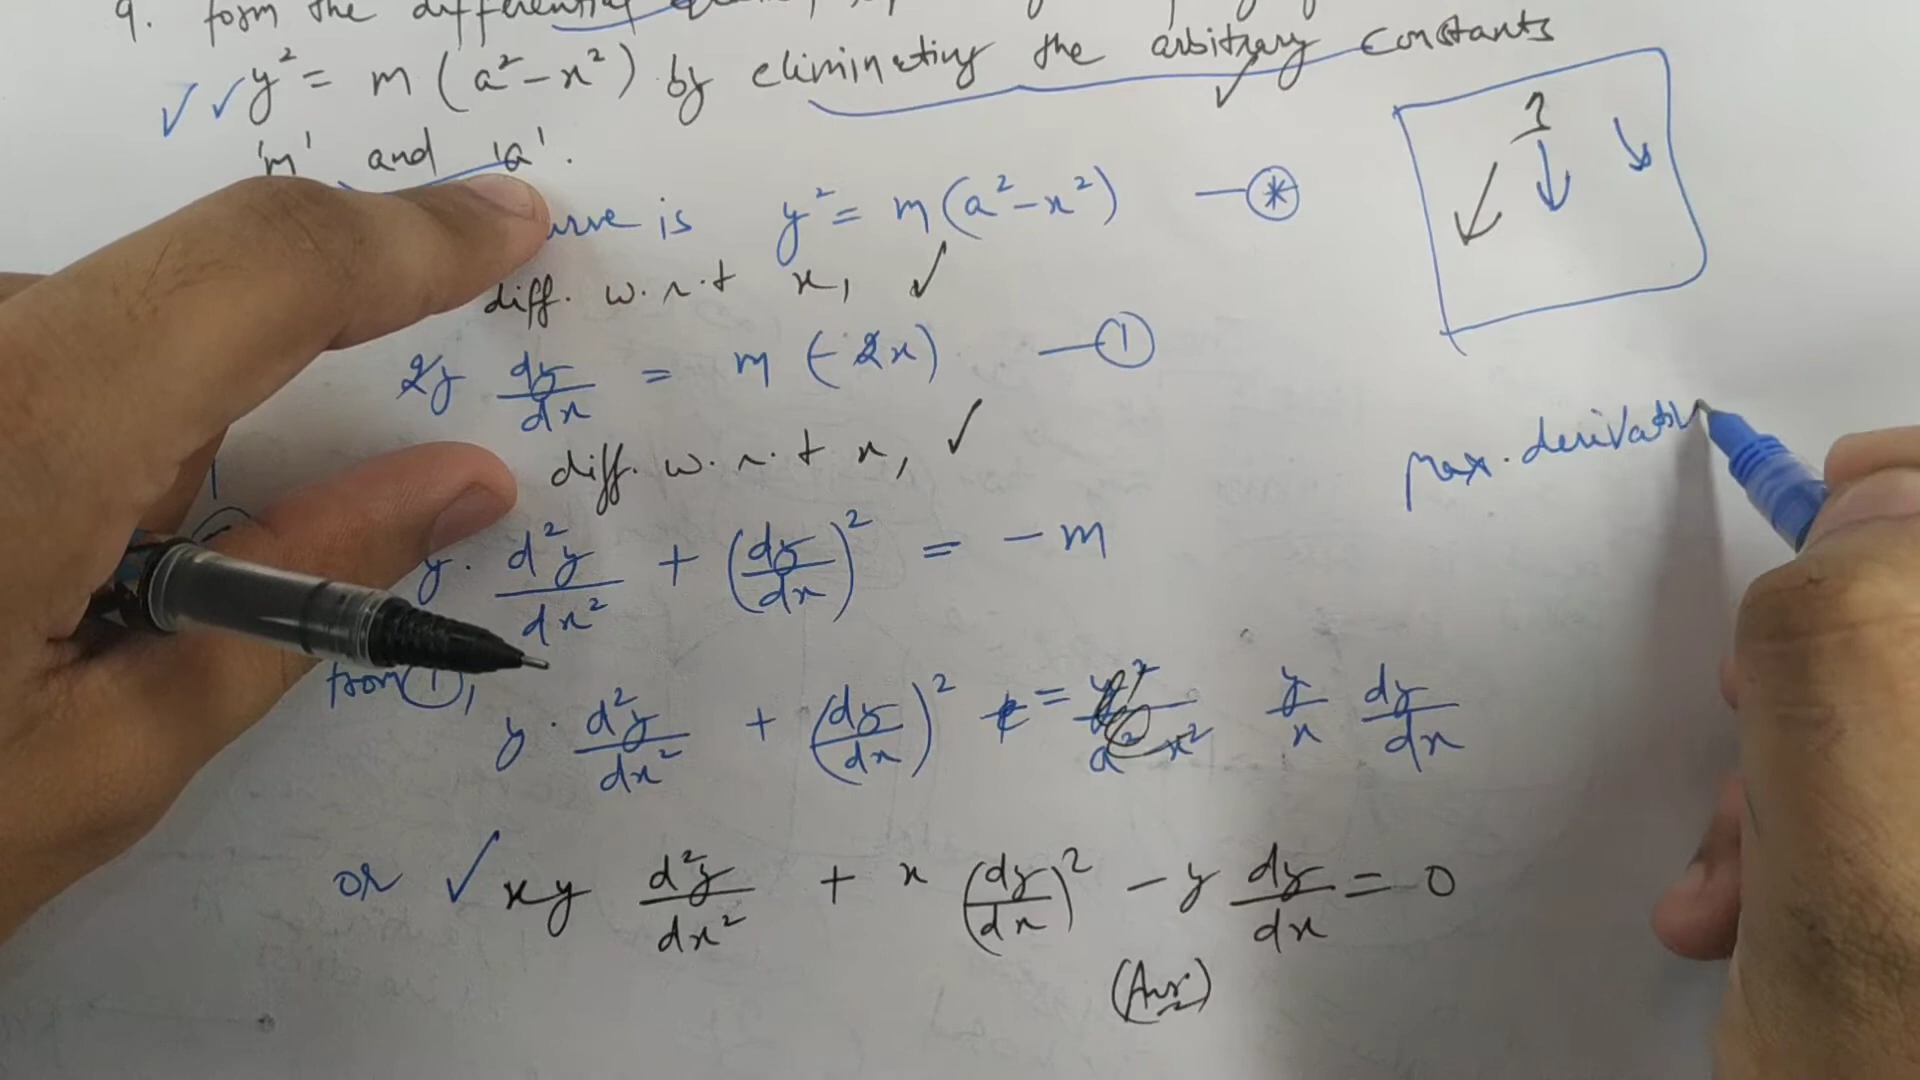 9. form the differential
y² = m (a² - x²) by eliminating the arbitrary constants
'm' and 'a'.
is y² = m (a² - x²) — (*)
diff. w.r.t x,
2y dy/dx = m (-2x) — (1)
diff. w.r.t x,
y. d²y/dx² + (dy/dx)² = - m
from (1),
y. d²y/dx² + (dy/dx)² = y/x dy/dx
or xy d²y/dx² + x (dy/dx)² - y dy/dx = 0
(Ans)
max. derivativ